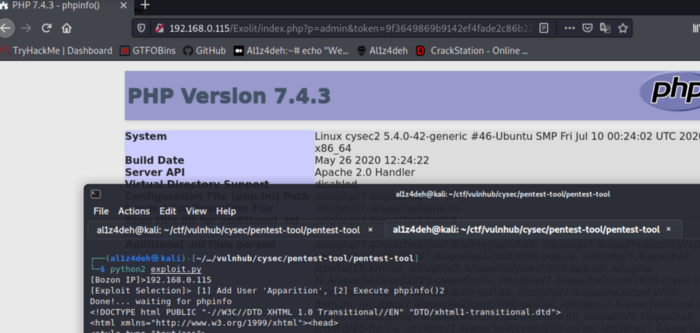 PHP 7.4.3 - phpinfo()
192.168.0.115/Exolit/index.php?p=admin&token=9f3649869b9142ef4fade2c86b2
TryHackMe | Dashboard GTFOBins GitHub Al1z4deh:~# echo "We... Al1z4deh CrackStation - Online ...
PHP Version 7.4.3
php
System Linux cysec2 5.4.0-42-generic #46-Ubuntu SMP Fri Jul 10 00:24:02 UTC 2020
x86_64
Build Date May 26 2020 12:24:22
Server API Apache 2.0 Handler
Virtual Directory Support disabled
al1z4deh@kali: ~/ctf/vulnhub/cysec/pentest-tool/pentest-tool
File Actions Edit View Help
al1z4deh@kali: ~/ctf/vulnhub/cysec/pentest-tool/pentest-tool × al1z4deh@kali: ~/ctf/vulnhub/cysec/pentest-tool/pentest-tool ×
Additional .ini files parsed
┌──(al1z4deh㉿kali)-[~/…/vulnhub/cysec/pentest-tool/pentest-tool]
└─$ python2 exploit.py
[Bozon IP]>192.168.0.115
[Exploit Selection]> [1] Add User 'Apparition', [2] Execute phpinfo()2
Done!... waiting for phpinfo
<!DOCTYPE html PUBLIC "-//W3C//DTD XHTML 1.0 Transitional//EN" "DTD/xhtml1-transitional.dtd">
<html xmlns="http://www.w3.org/1999/xhtml"><head>